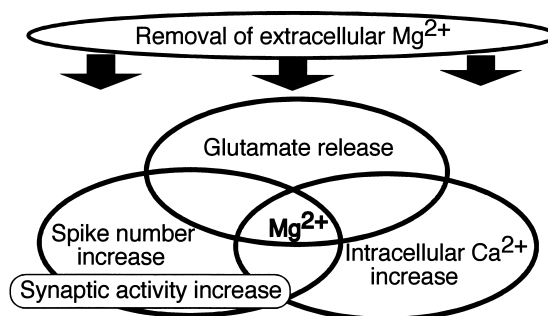 Removal of extracellular Mg2+
Glutamate release
Mg2+
Spike number
increase
Intracellular Ca2+
increase
Synaptic activity increase